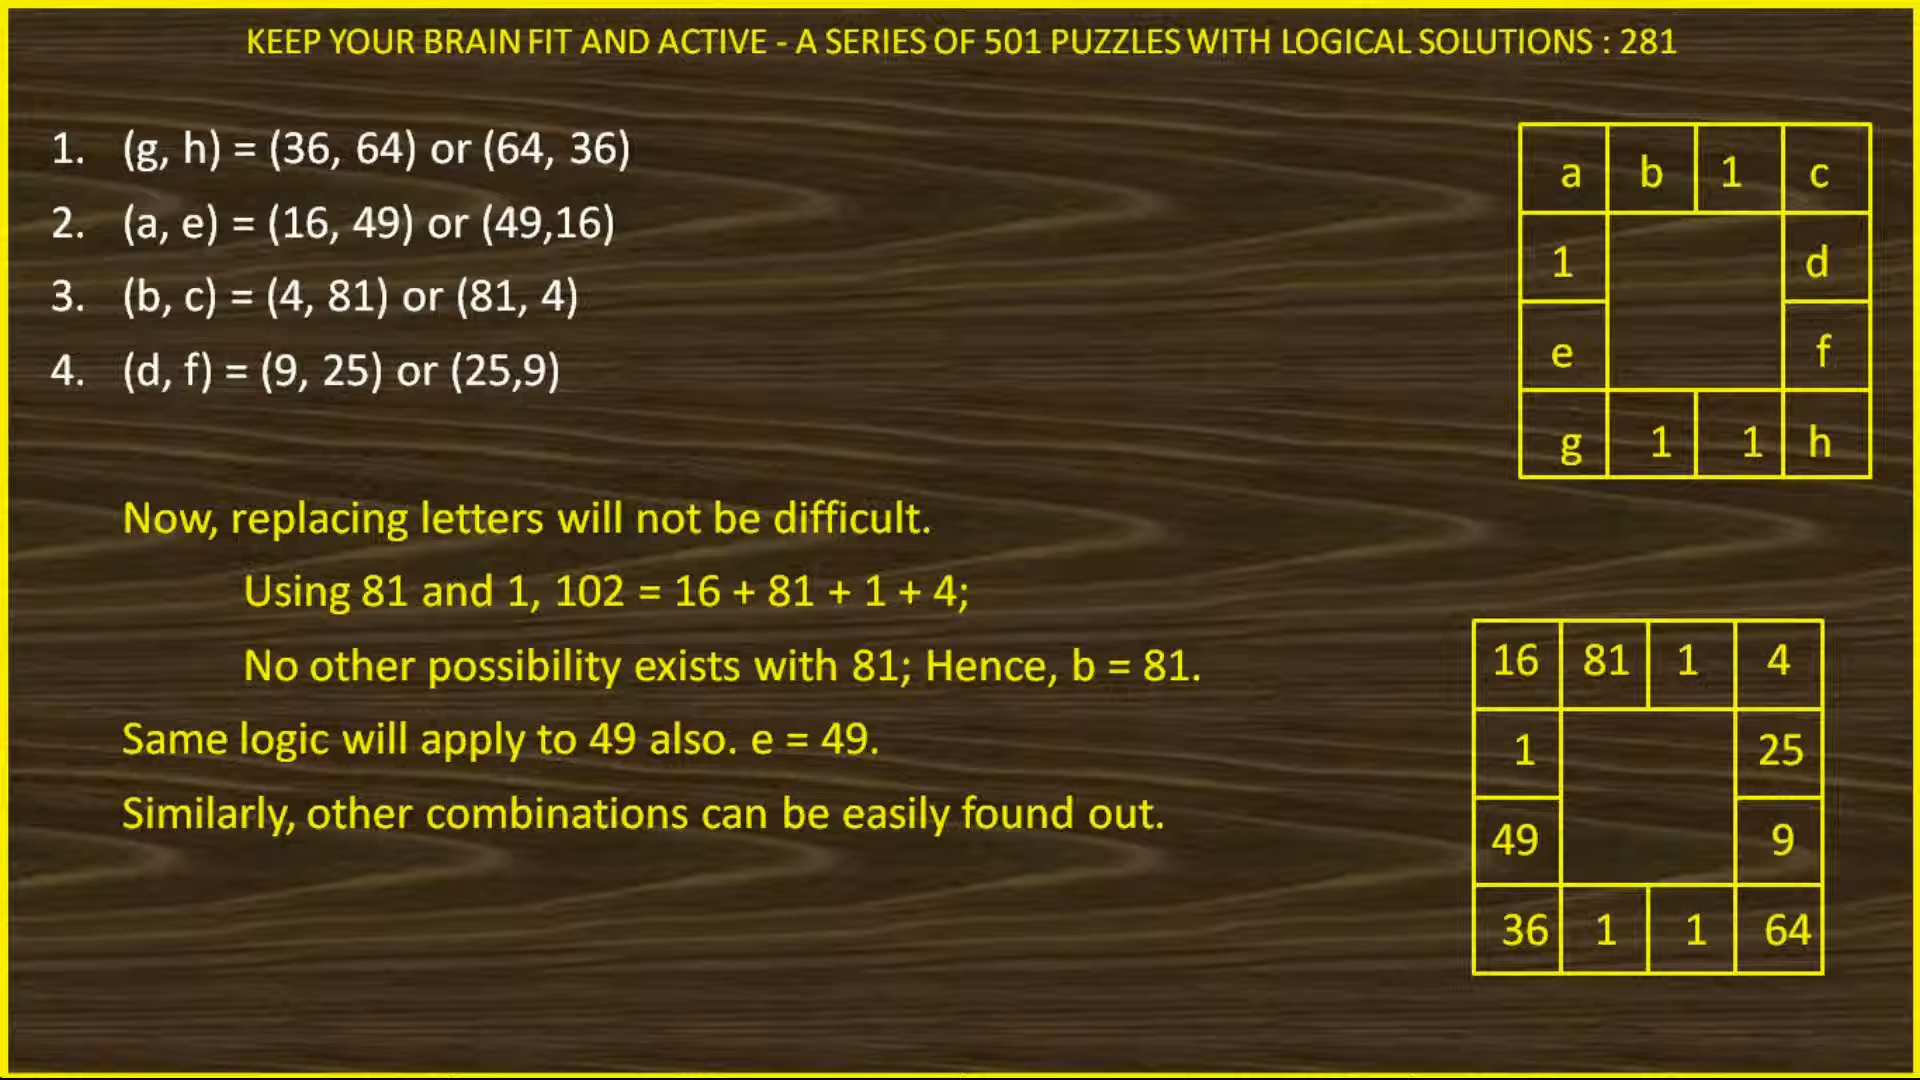 KEEP YOUR BRAIN FIT AND ACTIVE - A SERIES OF 501 PUZZLES WITH LOGICAL SOLUTIONS : 281
1. (g, h) = (36, 64) or (64, 36)
2. (a, e) = (16, 49) or (49,16)
3. (b, c) = (4, 81) or (81, 4)
4. (d, f) = (9, 25) or (25,9)
a b 1 c
1 d
e f
g 1 1 h
Now, replacing letters will not be difficult.
Using 81 and 1, 102 = 16 + 81 + 1 + 4;
No other possibility exists with 81; Hence, b = 81.
Same logic will apply to 49 also. e = 49.
Similarly, other combinations can be easily found out.
16 81 1 4
1 25
49 9
36 1 1 64